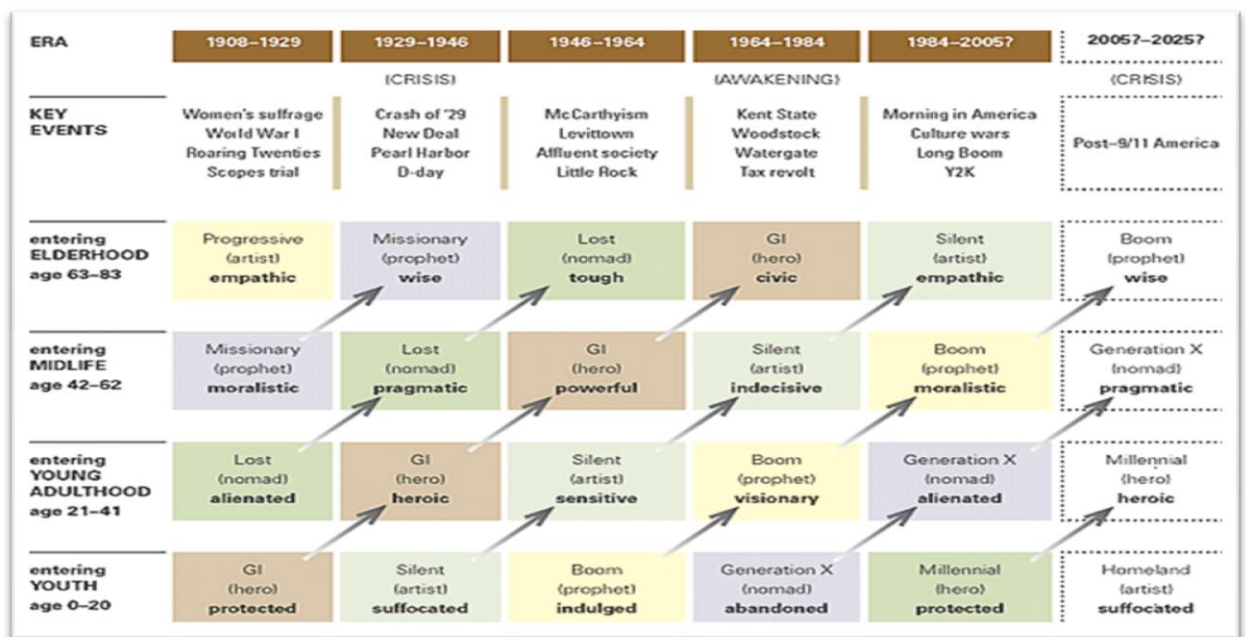 ERA 1908–1929 1929–1946 1946–1964 1964–1984 1984–2005? 2005?–2025?
(CRISIS) (AWAKENING) (CRISIS)
KEY EVENTS
Women's suffrage
World War I
Roaring Twenties
Scopes trial
Crash of '29
New Deal
Pearl Harbor
D-day
McCarthyism
Levittown
Affluent society
Little Rock
Kent State
Woodstock
Watergate
Tax revolt
Morning in America
Culture wars
Long Boom
Y2K
Post–9/11 America
entering
ELDERHOOD
age 63–83
Progressive
(artist)
empathic
Missionary
(prophet)
wise
Lost
(nomad)
tough
GI
(hero)
civic
Silent
(artist)
empathic
Boom
(prophet)
wise
entering
MIDLIFE
age 42–62
Missionary
(prophet)
moralistic
Lost
(nomad)
pragmatic
GI
(hero)
powerful
Silent
(artist)
indecisive
Boom
(prophet)
moralistic
Generation X
(nomad)
pragmatic
entering
YOUNG
ADULTHOOD
age 21–41
Lost
(nomad)
alienated
GI
(hero)
heroic
Silent
(artist)
sensitive
Boom
(prophet)
visionary
Generation X
(nomad)
alienated
Millennial
(hero)
heroic
entering
YOUTH
age 0–20
GI
(hero)
protected
Silent
(artist)
suffocated
Boom
(prophet)
indulged
Generation X
(nomad)
abandoned
Millennial
(hero)
protected
Homeland
(artist)
suffocated